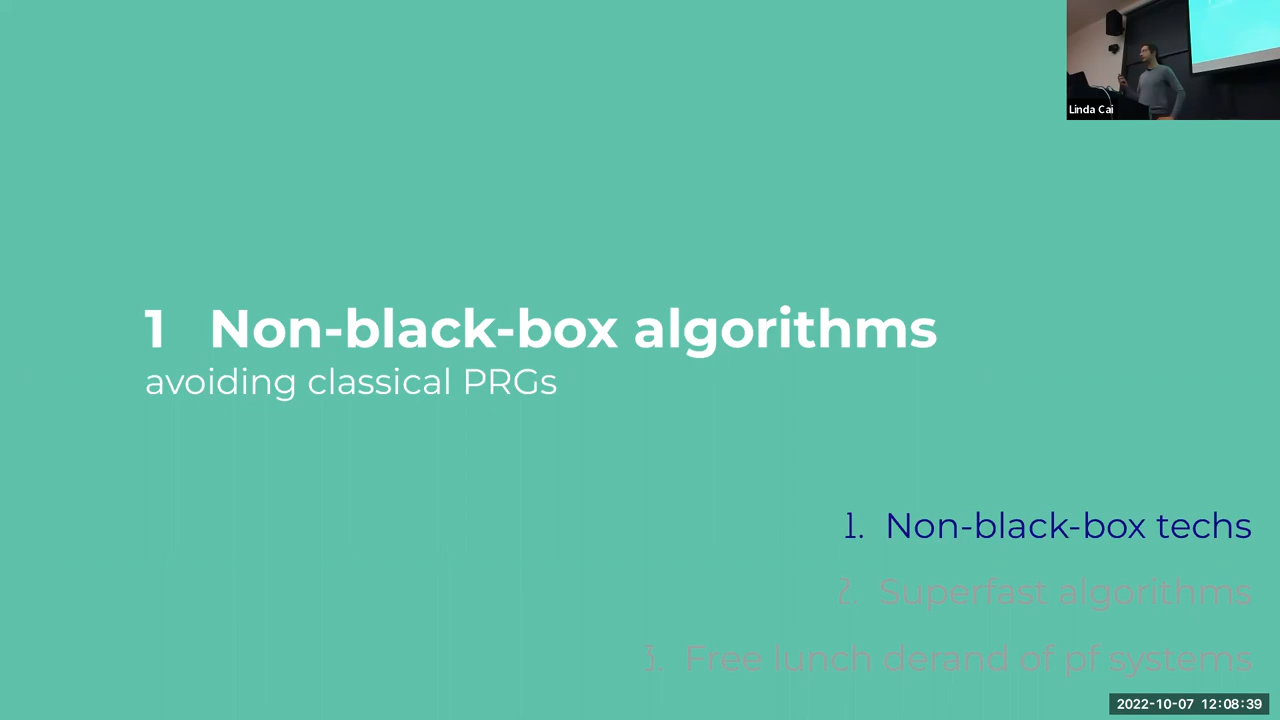 Linda Cai
1 Non-black-box algorithms
avoiding classical PRGs
1. Non-black-box techs
2. Superfast algorithms
3. Free lunch derand of pf systems
2022-10-07 12:08:39